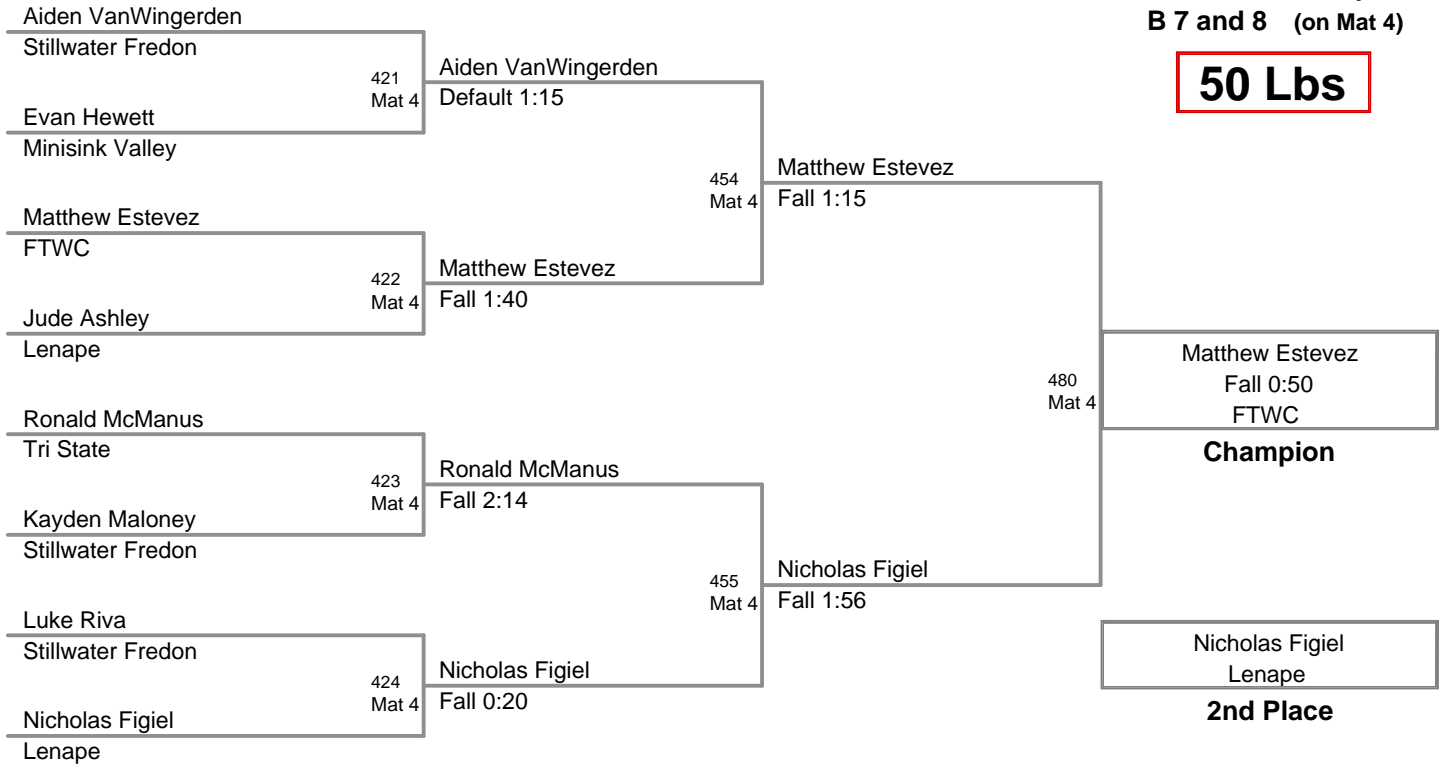 B 7 and 8 (on Mat 4)
50 Lbs
Aiden VanWingerden
Stillwater Fredon
421
Mat 4
Aiden VanWingerden
Default 1:15
Evan Hewett
Minisink Valley
454
Mat 4
Matthew Estevez
Fall 1:15
Matthew Estevez
FTWC
422
Mat 4
Matthew Estevez
Fall 1:40
Jude Ashley
Lenape
480
Mat 4
Matthew Estevez
Fall 0:50
FTWC
Champion
Ronald McManus
Tri State
423
Mat 4
Ronald McManus
Fall 2:14
Kayden Maloney
Stillwater Fredon
455
Mat 4
Nicholas Figiel
Fall 1:56
Luke Riva
Stillwater Fredon
424
Mat 4
Nicholas Figiel
Fall 0:20
Nicholas Figiel
Lenape
Nicholas Figiel
Lenape
2nd Place